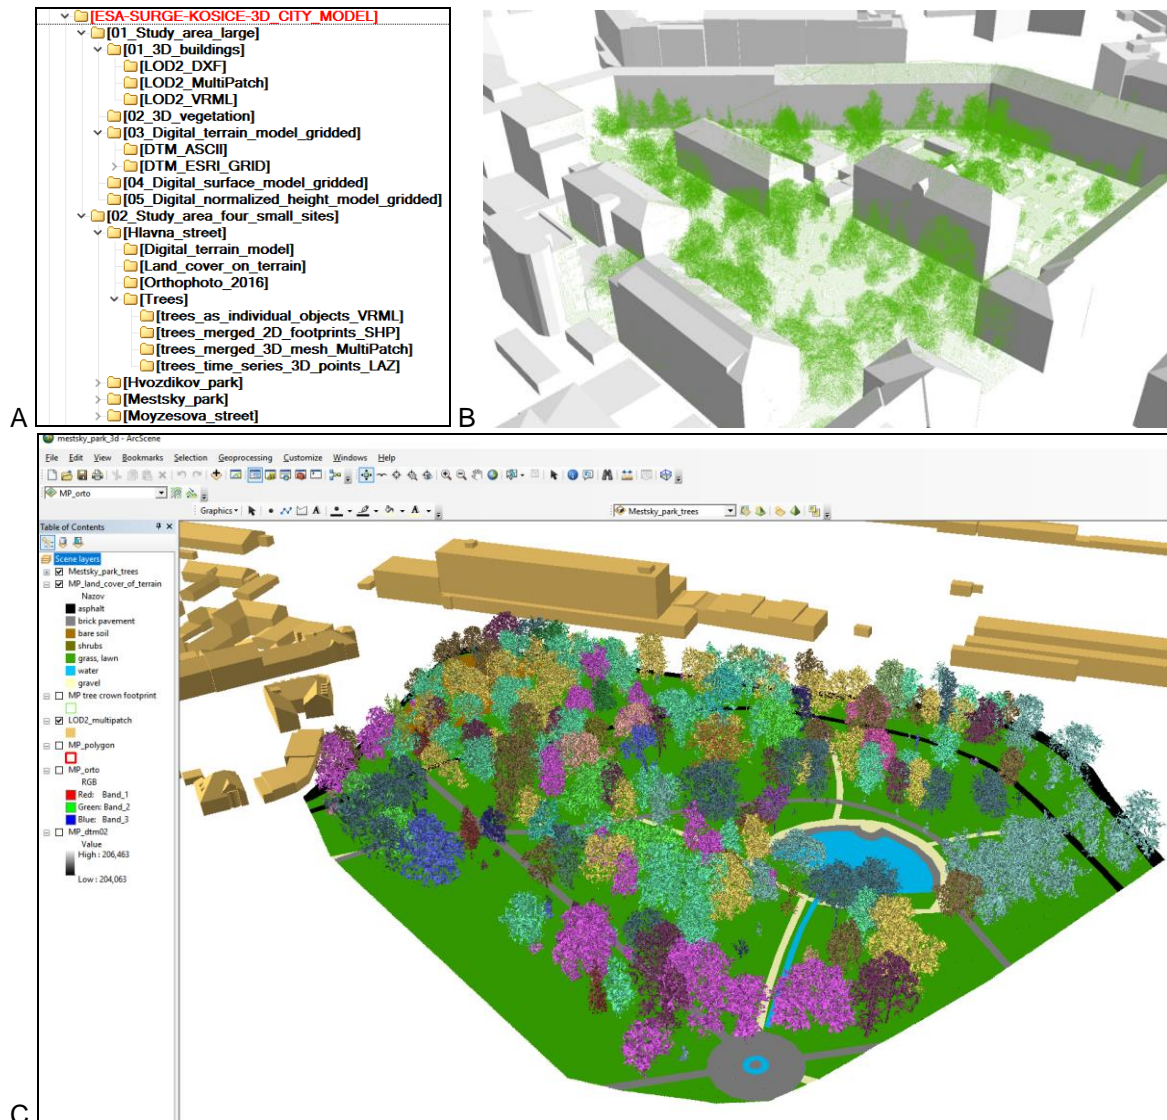 [ESA-SURGE-KOSICE-3D_CITY_MODEL]
[01_Study_area_large]
[01_3D_buildings]
[LOD2_DXF]
[LOD2_MultiPatch]
[LOD2_VRML]
[02_3D_vegetation]
[03_Digital_terrain_model_gridded]
[DTM_ASCII]
[DTM_ESRI_GRID]
[04_Digital_surface_model_gridded]
[05_Digital_normalized_height_model_gridded]
[02_Study_area_four_small_sites]
[Hlavna_street]
[Digital_terrain_model]
[Land_cover_on_terrain]
[Orthophoto_2016]
[Trees]
[trees_as_individual_objects_VRML]
[trees_merged_2D_footprints_SHP]
[trees_merged_3D_mesh_MultiPatch]
[trees_time_series_3D_points_LAZ]
[Hvozdikov_park]
[Mestsky_park]
[Moyzesova_street]
A
B
mestsky_park_3d - ArcScene
File Edit View Bookmarks Selection Geoprocessing Customize Windows Help
MP_orto
Graphics
A
A
Mestsky_park_trees
Table of Contents
Scene layers
Mestsky_park_trees
MP_land_cover_of_terrain
Nazov
asphalt
brick pavement
bare soil
shrubs
grass, lawn
water
gravel
MP tree crown footprint
LOD2_multipatch
MP_polygon
MP_orto
RGB
Red: Band_1
Green: Band_2
Blue: Band_3
MP_dtm02
Value
High : 206,463
Low : 204,063
C